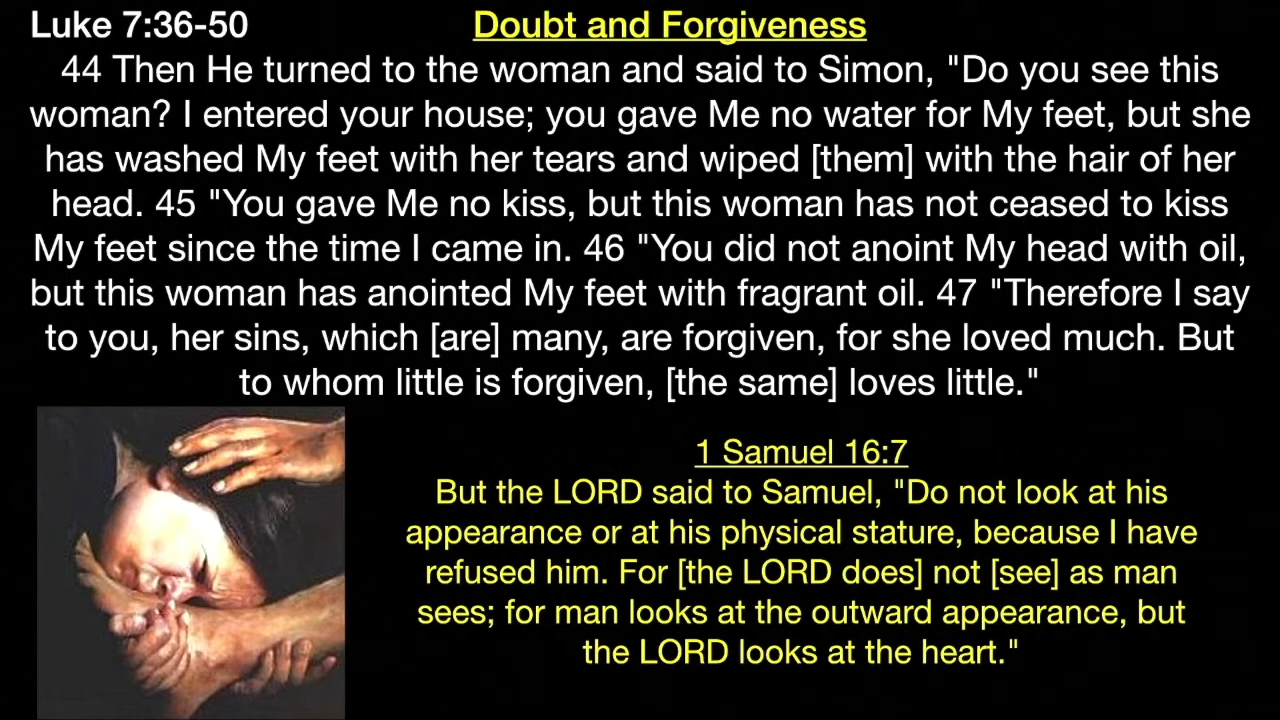 Luke 7:36-50
Doubt and Forgiveness
44 Then He turned to the woman and said to Simon, "Do you see this
woman? I entered your house; you gave Me no water for My feet, but she
has washed My feet with her tears and wiped [them] with the hair of her
head. 45 "You gave Me no kiss, but this woman has not ceased to kiss
My feet since the time I came in. 46 "You did not anoint My head with oil,
but this woman has anointed My feet with fragrant oil. 47 "Therefore I say
to you, her sins, which [are] many, are forgiven, for she loved much. But
to whom little is forgiven, [the same] loves little."
1 Samuel 16:7
But the LORD said to Samuel, "Do not look at his
appearance or at his physical stature, because I have
refused him. For [the LORD does] not [see] as man
sees; for man looks at the outward appearance, but
the LORD looks at the heart."